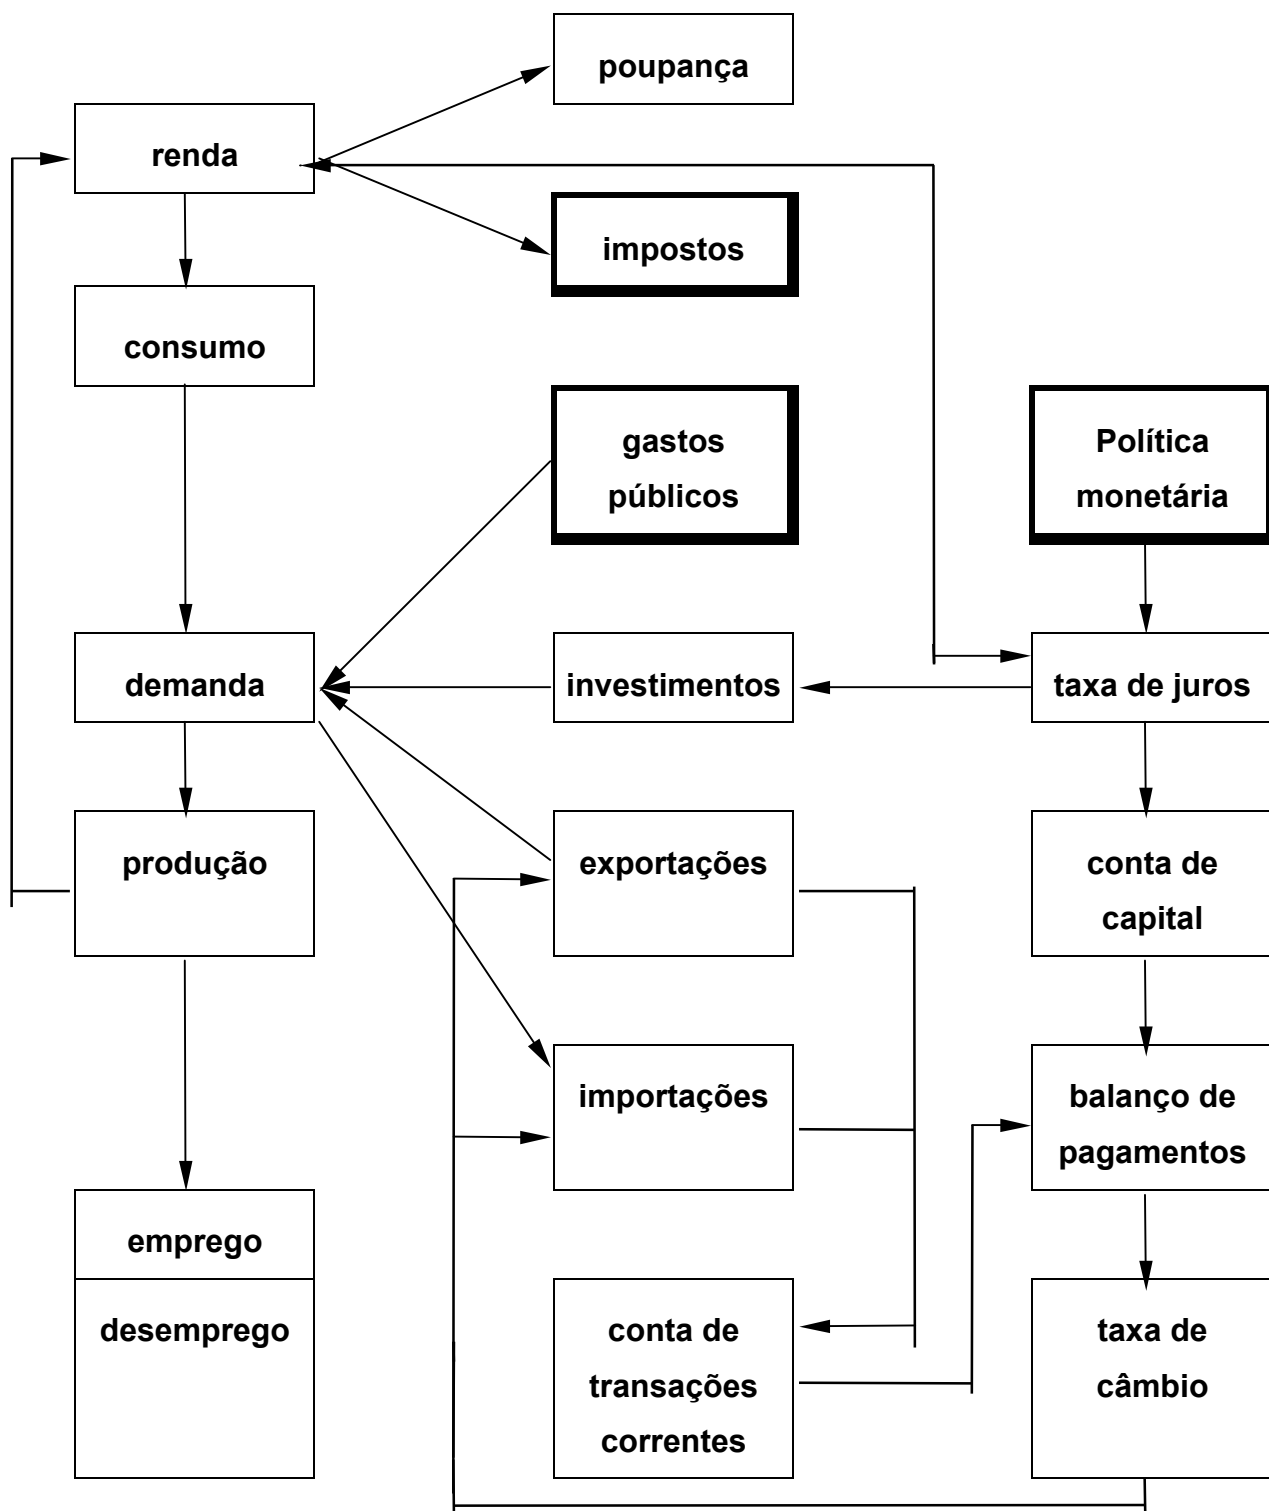 poupança
renda
impostos
consumo
gastos
públicos
Política
monetária
demanda
investimentos
taxa de juros
produção
exportações
conta de
capital
importações
balanço de
pagamentos
emprego
desemprego
conta de
transações
correntes
taxa de
câmbio